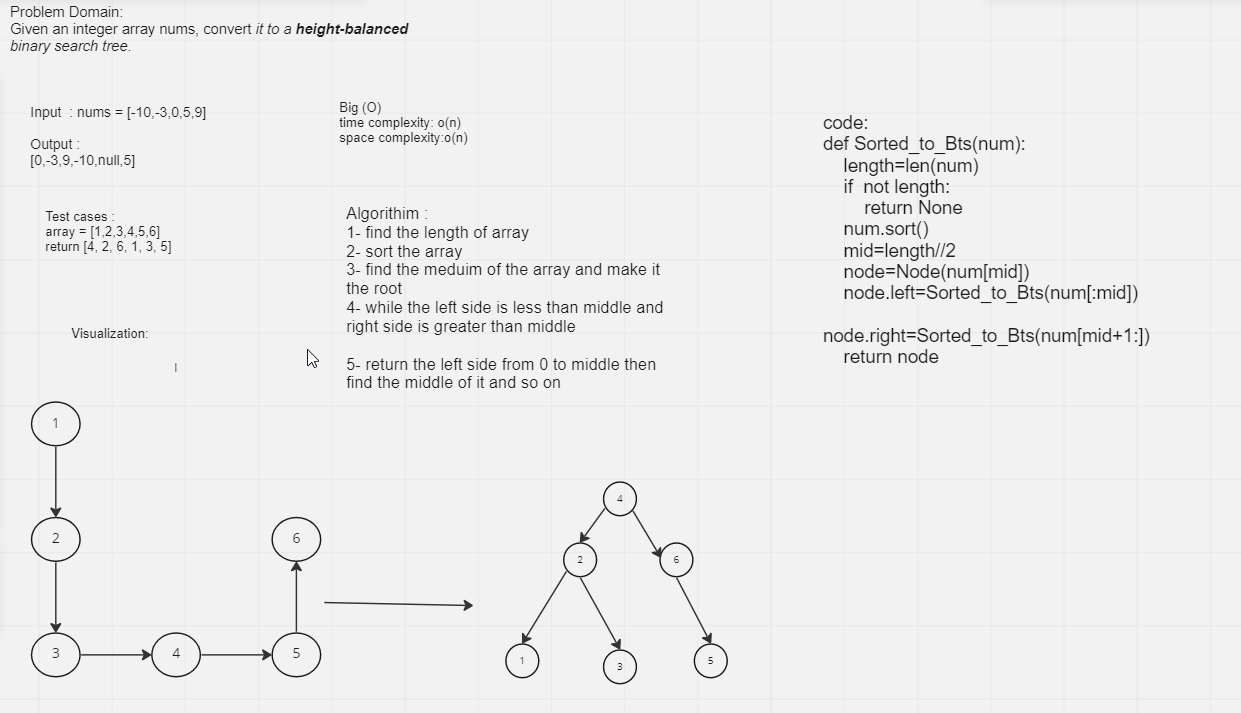 Problem Domain:
Given an integer array nums, convert it to a height-balanced
binary search tree.
Input : nums = [-10,-3,0,5,9]
Output :
[0,-3,9,-10,null,5]
Big (O)
time complexity: o(n)
space complexity:o(n)
Test cases :
array = [1,2,3,4,5,6]
return [4, 2, 6, 1, 3, 5]
Algorithim :
1- find the length of array
2- sort the array
3- find the meduim of the array and make it
the root
4- while the left side is less than middle and
right side is greater than middle
5- return the left side from 0 to middle then
find the middle of it and so on
code:
def Sorted_to_Bts(num):
length=len(num)
if not length:
return None
num.sort()
mid=length//2
node=Node(num[mid])
node.left=Sorted_to_Bts(num[:mid])
node.right=Sorted_to_Bts(num[mid+1:])
return node
Visualization:
1
2
3
4
5
6
4
2
6
1
3
5